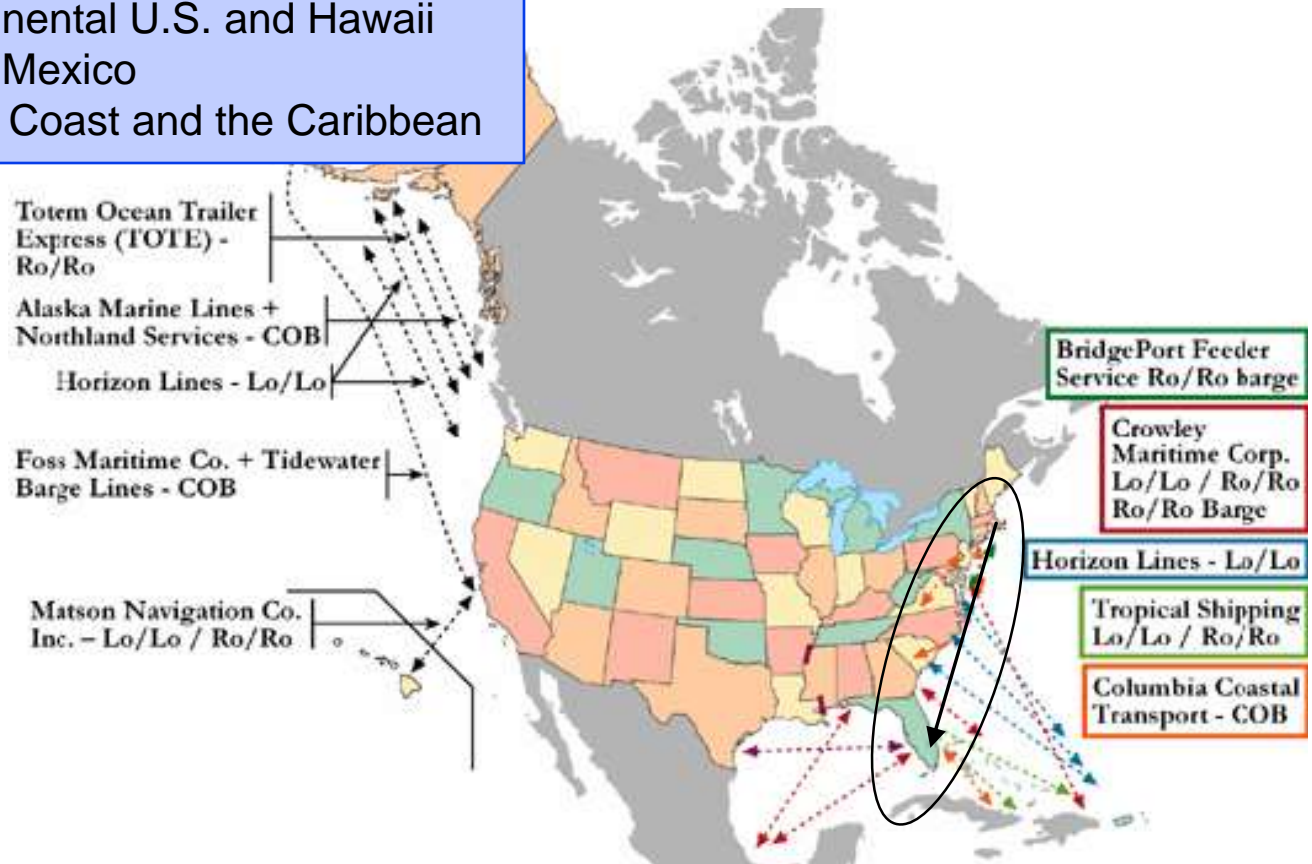 nental U.S. and Hawaii
Mexico
Coast and the Caribbean
Totem Ocean Trailer
Express (TOTE) -
Ro/Ro
Alaska Marine Lines +
Northland Services - COB
Horizon Lines - Lo/Lo
Foss Maritime Co. + Tidewater
Barge Lines - COB
Matson Navigation Co.
Inc. – Lo/Lo / Ro/Ro
BridgePort Feeder
Service Ro/Ro barge
Crowley
Maritime Corp.
Lo/Lo / Ro/Ro
Ro/Ro Barge
Horizon Lines - Lo/Lo
Tropical Shipping
Lo/Lo / Ro/Ro
Columbia Coastal
Transport - COB